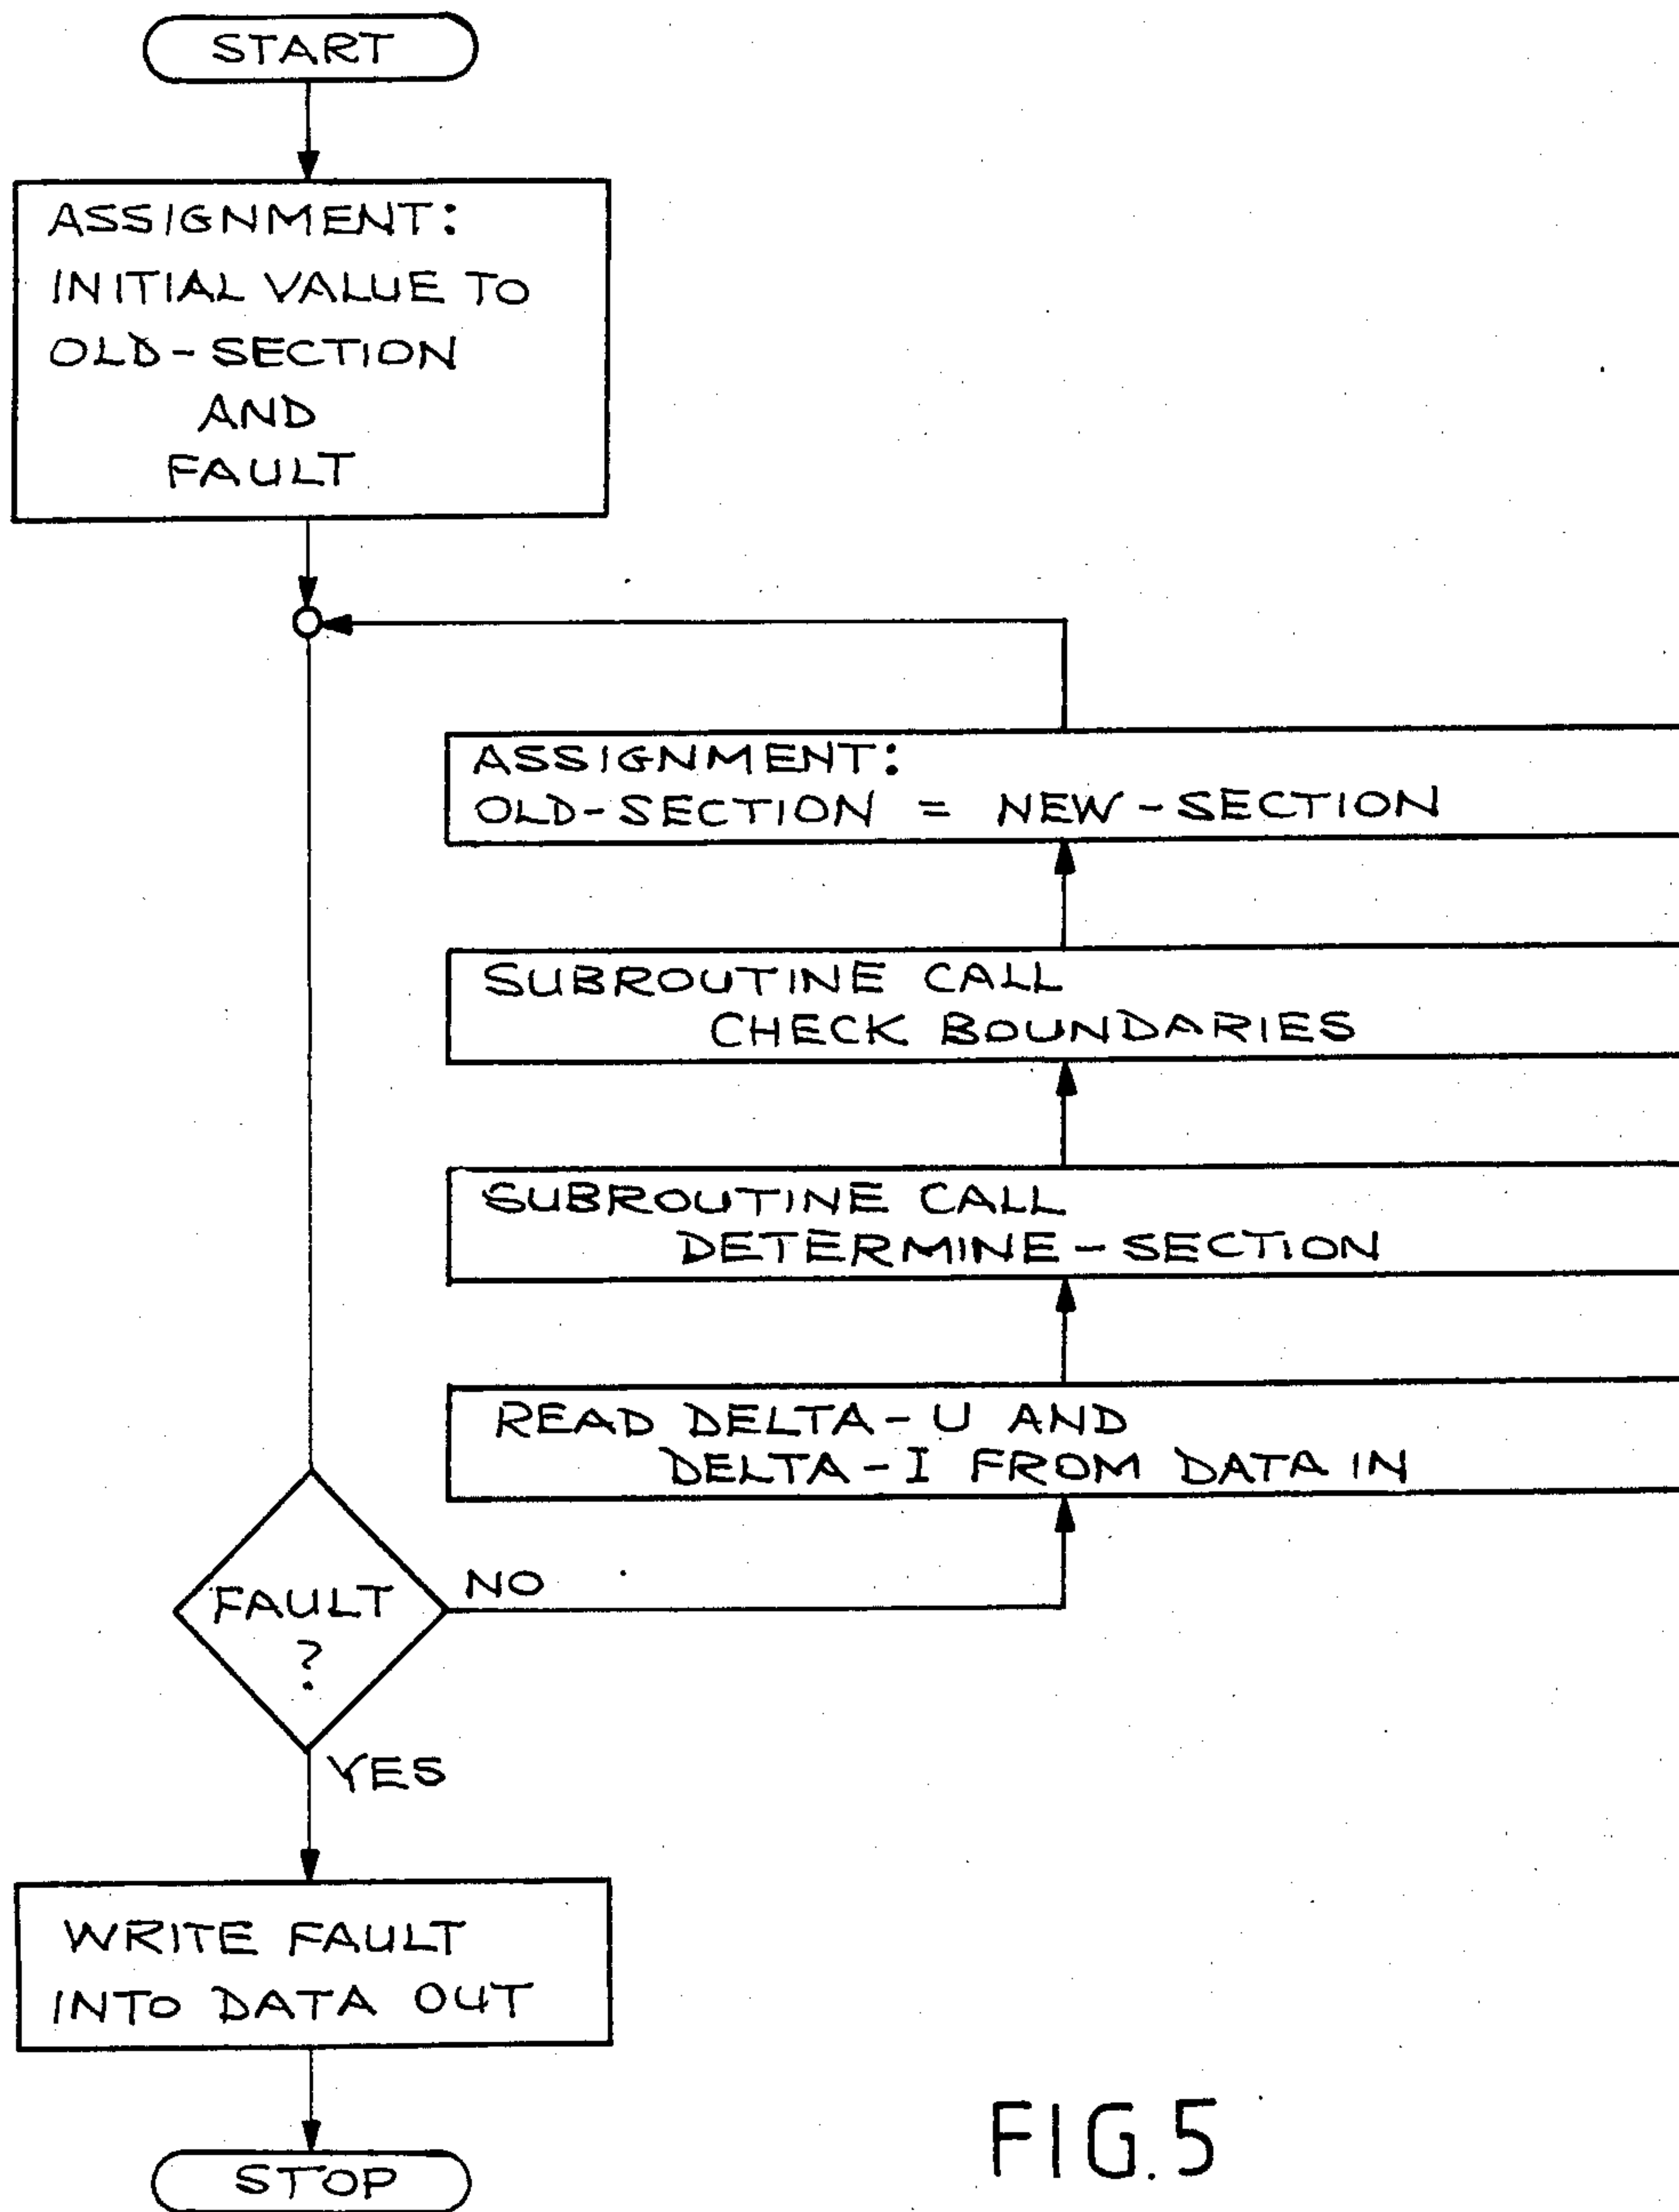 START
ASSIGNMENT:
INITIAL VALUE TO
OLD-SECTION
AND
FAULT
ASSIGNMENT:
OLD-SECTION = NEW-SECTION
SUBROUTINE CALL
CHECK BOUNDARIES
SUBROUTINE CALL
DETERMINE-SECTION
READ DELTA-U AND
DELTA-I FROM DATA IN
FAULT
?
NO
YES
WRITE FAULT
INTO DATA OUT
STOP
FIG.5